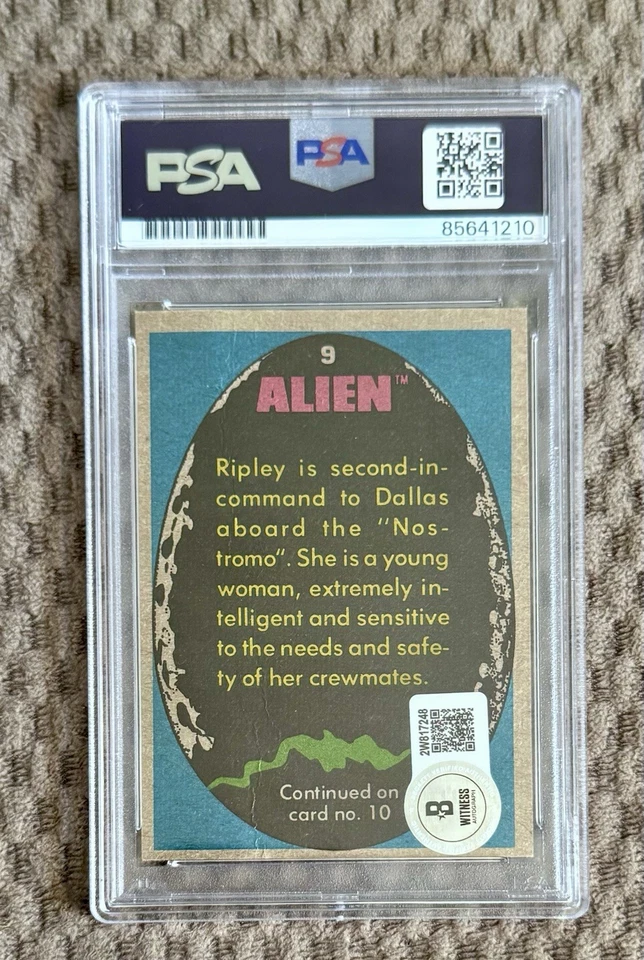 PSA
PSA
85641210
9
ALIEN™
Ripley is second-in-
command to Dallas
aboard the "Nos-
tromo". She is a young
woman, extremely in-
telligent and sensitive
to the needs and safe-
ty of her crewmates.
Continued on
card no. 10
2W817248
B
WITNESS
AUTOGRAPH